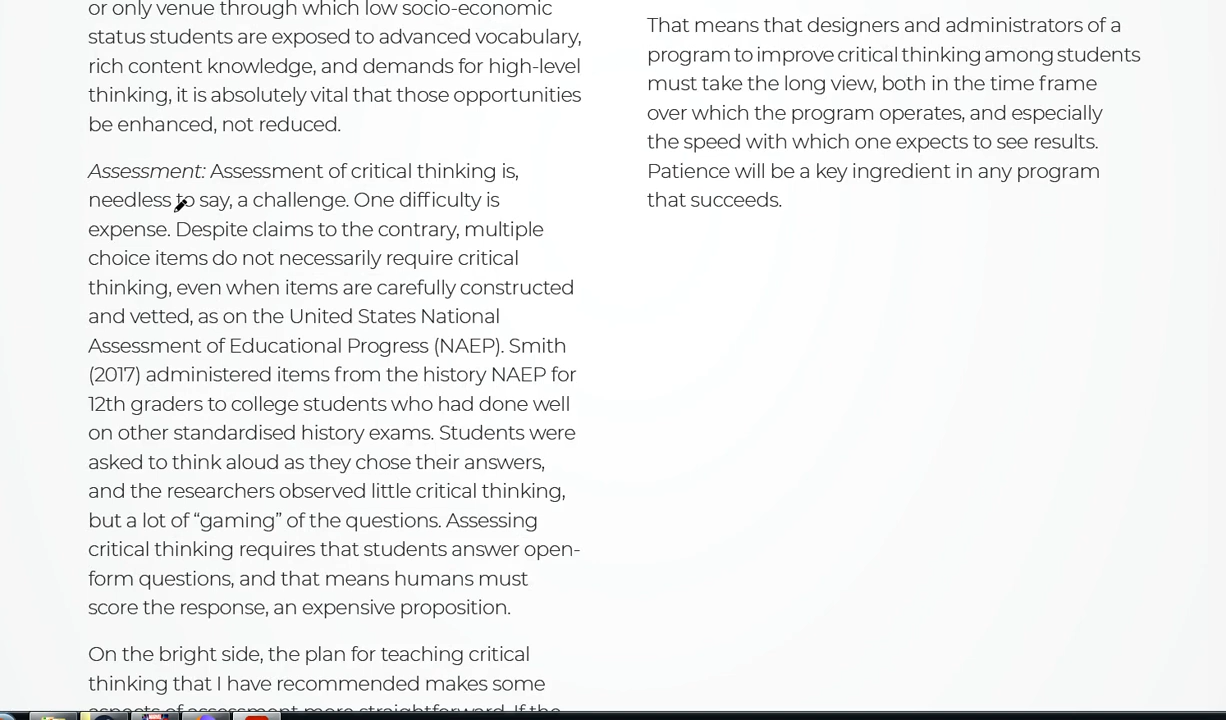 or only venue through which low socio-economic
status students are exposed to advanced vocabulary,
rich content knowledge, and demands for high-level
thinking, it is absolutely vital that those opportunities
be enhanced, not reduced.
Assessment: Assessment of critical thinking is,
needless to say, a challenge. One difficulty is
expense. Despite claims to the contrary, multiple
choice items do not necessarily require critical
thinking, even when items are carefully constructed
and vetted, as on the United States National
Assessment of Educational Progress (NAEP). Smith
(2017) administered items from the history NAEP for
12th graders to college students who had done well
on other standardised history exams. Students were
asked to think aloud as they chose their answers,
and the researchers observed little critical thinking,
but a lot of “gaming” of the questions. Assessing
critical thinking requires that students answer open-
form questions, and that means humans must
score the response, an expensive proposition.
On the bright side, the plan for teaching critical
thinking that I have recommended makes some
aspects of assessment more straightforward. If the
That means that designers and administrators of a
program to improve critical thinking among students
must take the long view, both in the time frame
over which the program operates, and especially
the speed with which one expects to see results.
Patience will be a key ingredient in any program
that succeeds.